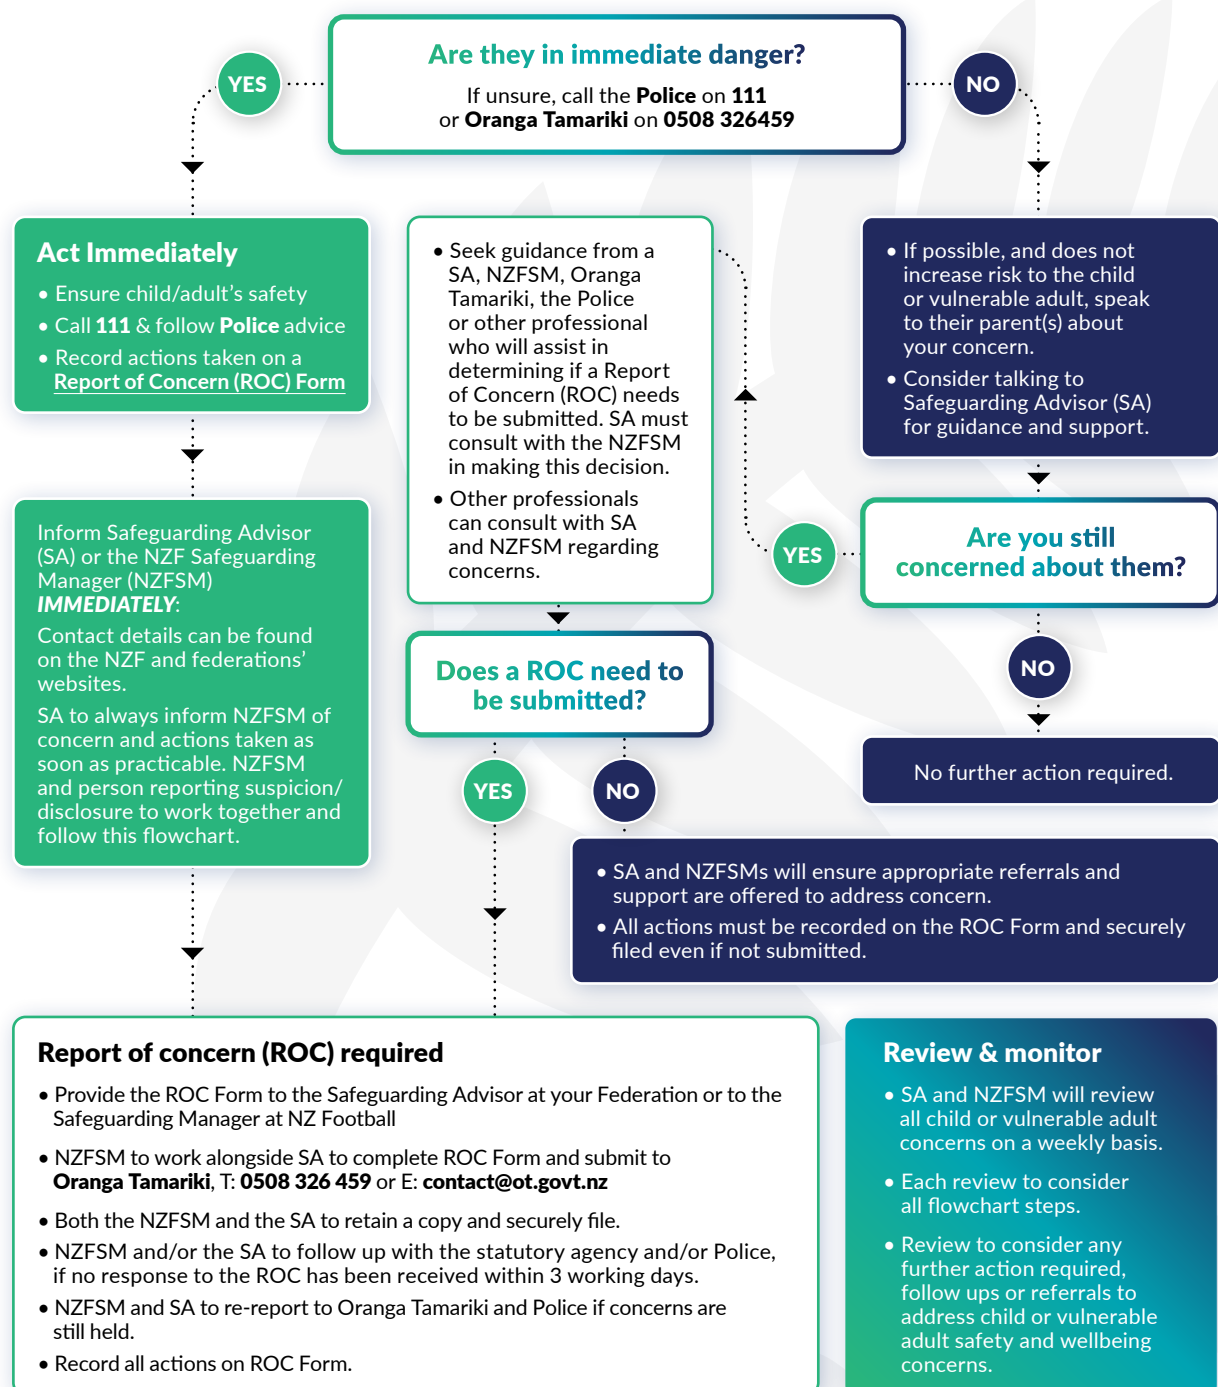 Are they in immediate danger?
If unsure, call the Police on 111
or Oranga Tamariki on 0508 326459
YES
NO
Act Immediately
• Ensure child/adult's safety
• Call 111 & follow Police advice
• Record actions taken on a
Report of Concern (ROC) Form
Inform Safeguarding Advisor
(SA) or the NZF Safeguarding
Manager (NZFSM)
IMMEDIATELY:
Contact details can be found
on the NZF and federations’
websites.
SA to always inform NZFSM of
concern and actions taken as
soon as practicable. NZFSM
and person reporting suspicion/
disclosure to work together and
follow this flowchart.
• Seek guidance from a
SA, NZFSM, Oranga
Tamariki, the Police
or other professional
who will assist in
determining if a Report
of Concern (ROC) needs
to be submitted. SA must
consult with the NZFSM
in making this decision.
• Other professionals
can consult with SA
and NZFSM regarding
concerns.
• If possible, and does not
increase risk to the child
or vulnerable adult, speak
to their parent(s) about
your concern.
• Consider talking to
Safeguarding Advisor (SA)
for guidance and support.
Are you still
concerned about them?
YES
NO
No further action required.
Does a ROC need to
be submitted?
YES
NO
• SA and NZFSMs will ensure appropriate referrals and
support are offered to address concern.
• All actions must be recorded on the ROC Form and securely
filed even if not submitted.
Report of concern (ROC) required
• Provide the ROC Form to the Safeguarding Advisor at your Federation or to the
Safeguarding Manager at NZ Football
• NZFSM to work alongside SA to complete ROC Form and submit to
Oranga Tamariki, T: 0508 326 459 or E: contact@ot.govt.nz
• Both the NZFSM and the SA to retain a copy and securely file.
• NZFSM and/or the SA to follow up with the statutory agency and/or Police,
if no response to the ROC has been received within 3 working days.
• NZFSM and SA to re-report to Oranga Tamariki and Police if concerns are
still held.
• Record all actions on ROC Form.
Review & monitor
• SA and NZFSM will review
all child or vulnerable adult
concerns on a weekly basis.
• Each review to consider
all flowchart steps.
• Review to consider any
further action required,
follow ups or referrals to
address child or vulnerable
adult safety and wellbeing
concerns.